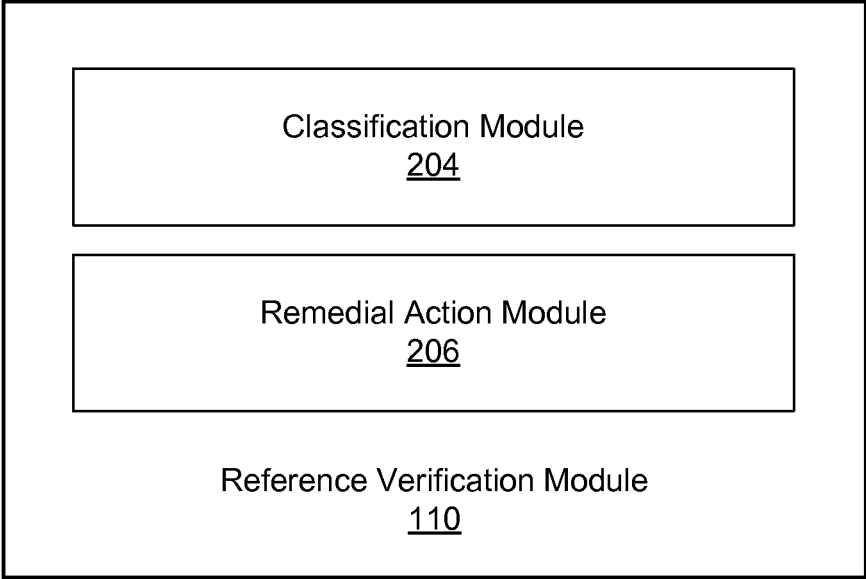 Classification Module
204
Remedial Action Module
206
Reference Verification Module
110